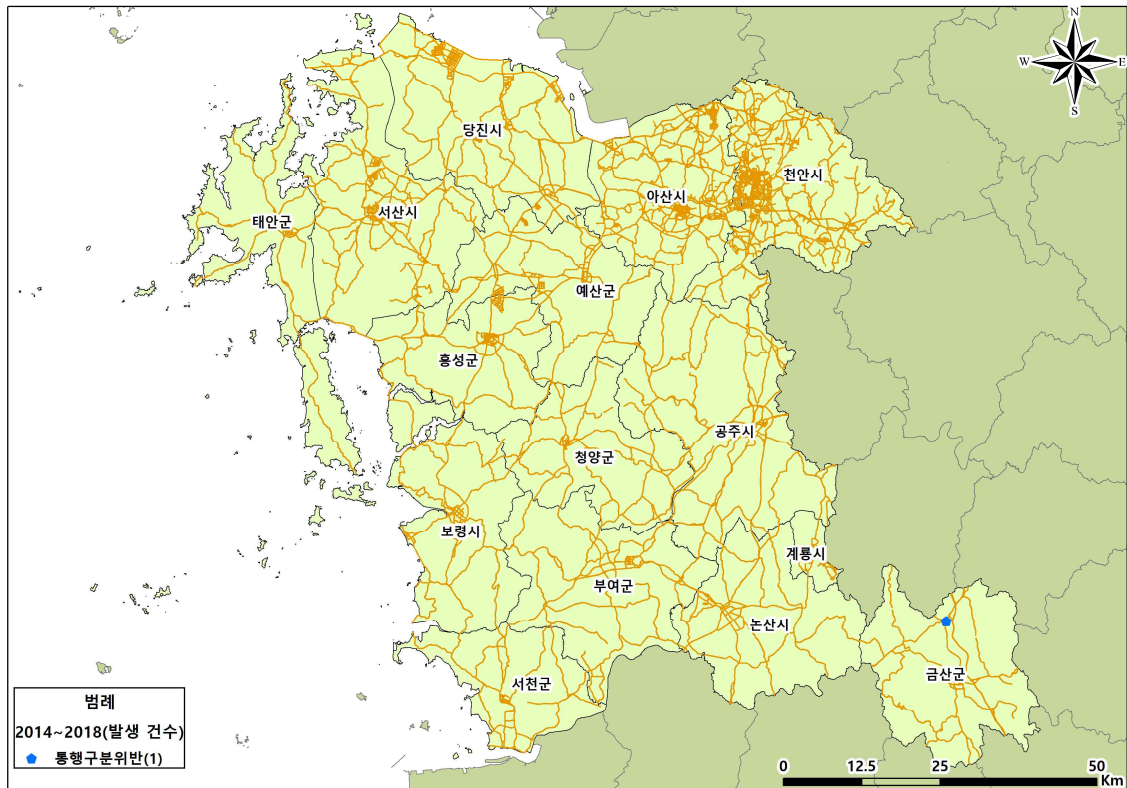 N
W
E
S
당진시
천안시
아산시
서산시
태안군
예산군
홍성군
공주시
청양군
보령시
계룡시
부여군
논산시
금산군
서천군
범례
2014~2018(발생 건수)
통행구분위반(1)
0 12.5 25 50
Km